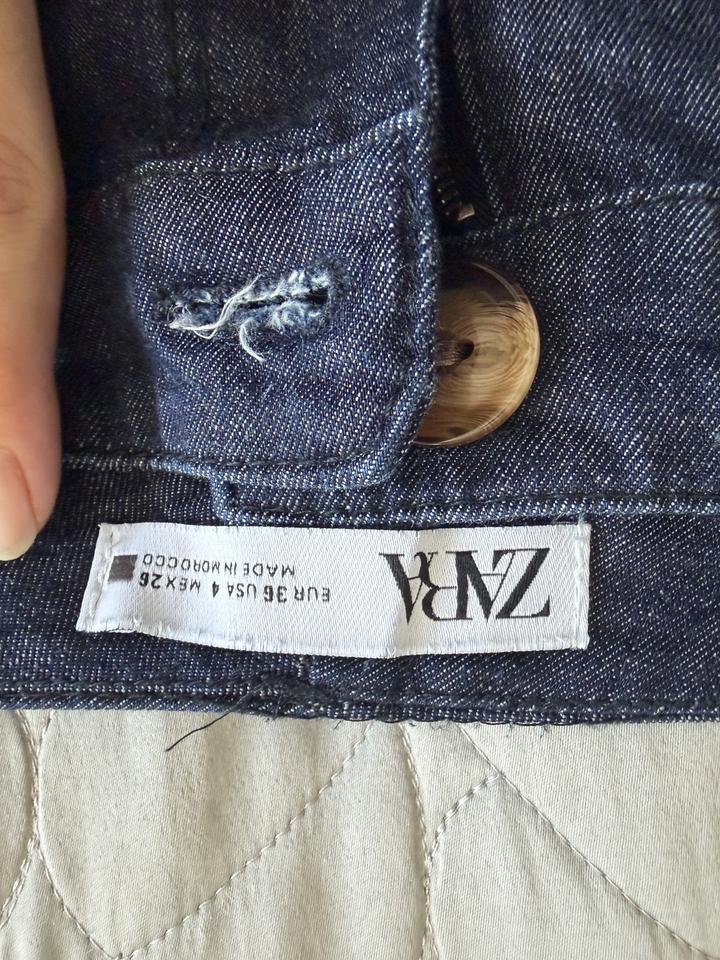 ZARA
EUR 36 USA 4 MEX 26
MADE IN MOROCCO